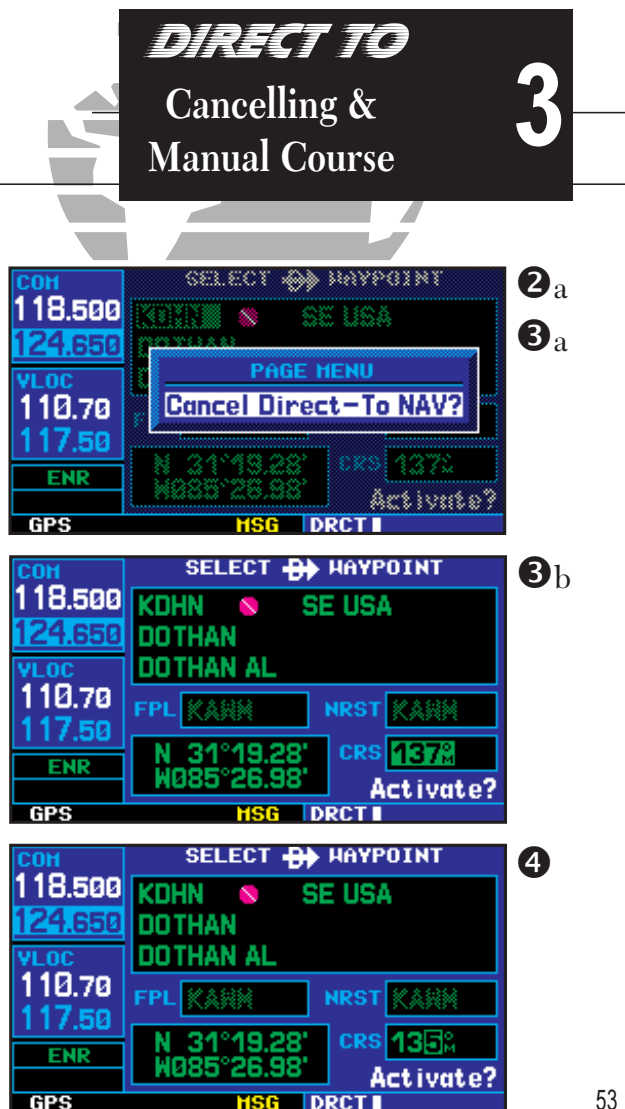 DIRECT TO
Cancelling &
Manual Course
3
COM
118.500
124.650
VLOC
110.70
117.50
ENR
GPS
SELECT D WAYPOINT
KDHN SE USA
DOTHAN
PAGE MENU
Cancel Direct-To NAV?
N 31°19.28'
W085°26.98'
CRS 137°M
Activate?
MSG DRCT
❷a
❸a
COM
118.500
124.650
VLOC
110.70
117.50
ENR
GPS
SELECT D WAYPOINT
KDHN SE USA
DOTHAN
DOTHAN AL
FPL KAHM NRST KAHM
N 31°19.28'
W085°26.98'
CRS 137°M
Activate?
MSG DRCT
❸b
COM
118.500
124.650
VLOC
110.70
117.50
ENR
GPS
SELECT D WAYPOINT
KDHN SE USA
DOTHAN
DOTHAN AL
FPL KAHM NRST KAHM
N 31°19.28'
W085°26.98'
CRS 135°M
Activate?
MSG DRCT
❹
53